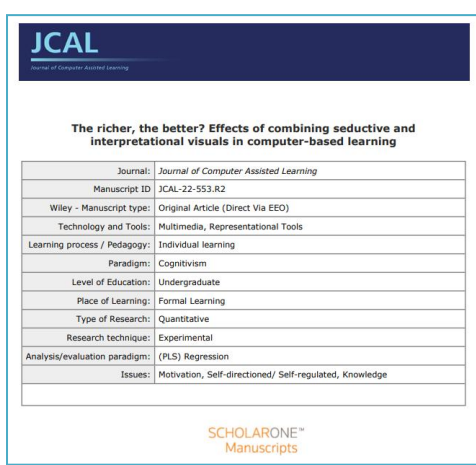 JCAL
Journal of Computer Assisted Learning
The richer, the better? Effects of combining seductive and
interpretational visuals in computer-based learning
Journal: Journal of Computer Assisted Learning
Manuscript ID JCAL-22-553.R2
Wiley - Manuscript type: Original Article (Direct Via EEO)
Technology and Tools: Multimedia, Representational Tools
Learning process / Pedagogy: Individual learning
Paradigm: Cognitivism
Level of Education: Undergraduate
Place of Learning: Formal Learning
Type of Research: Quantitative
Research technique: Experimental
Analysis/evaluation paradigm: (PLS) Regression
Issues: Motivation, Self-directed/ Self-regulated, Knowledge
SCHOLARONE™
Manuscripts